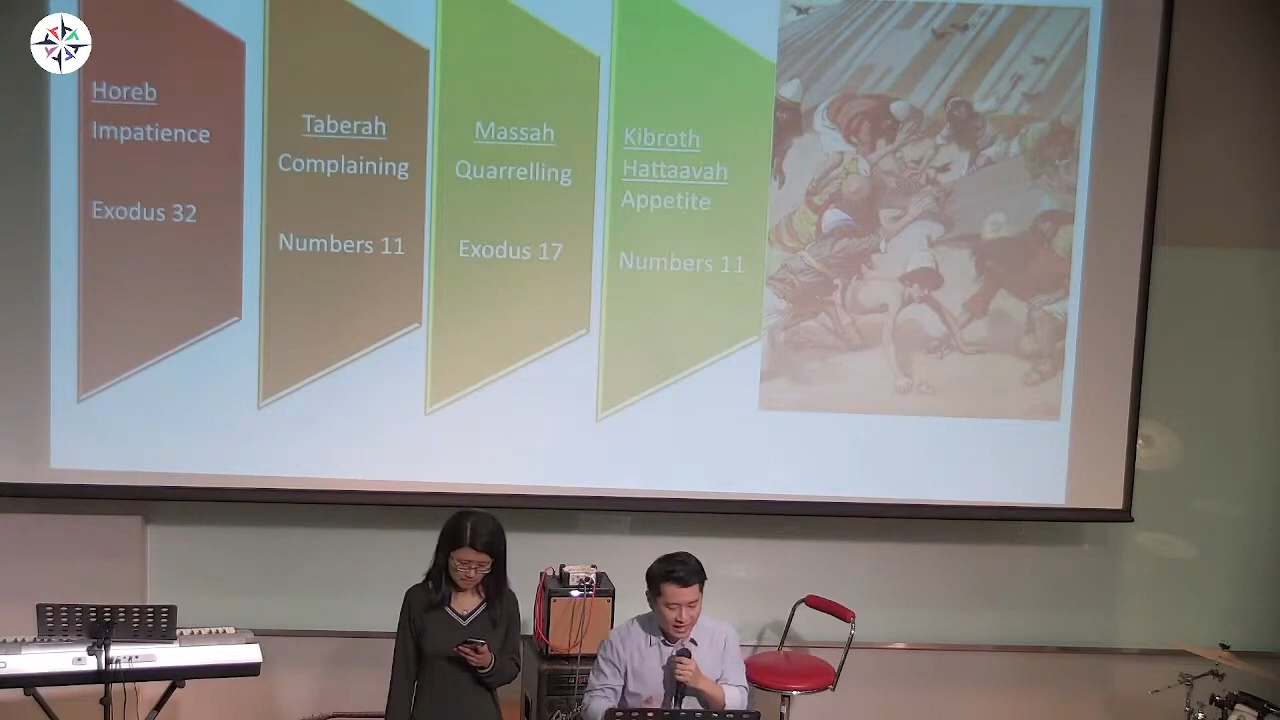 Horeb
Impatience
Exodus 32
Taberah
Complaining
Numbers 11
Massah
Quarrelling
Exodus 17
Kibroth
Hattaavah
Appetite
Numbers 11